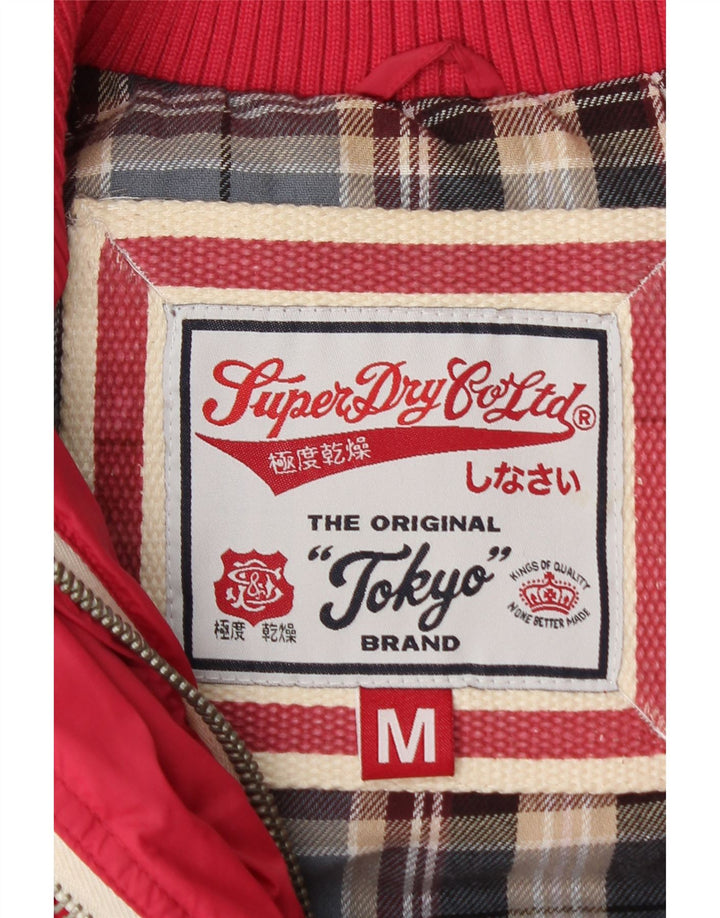 SuperDryCoLtd®
極度乾燥
しなさい
THE ORIGINAL
"Tokyo"
BRAND
極度 乾燥
KINGS OF QUALITY
NONE BETTER MADE
M